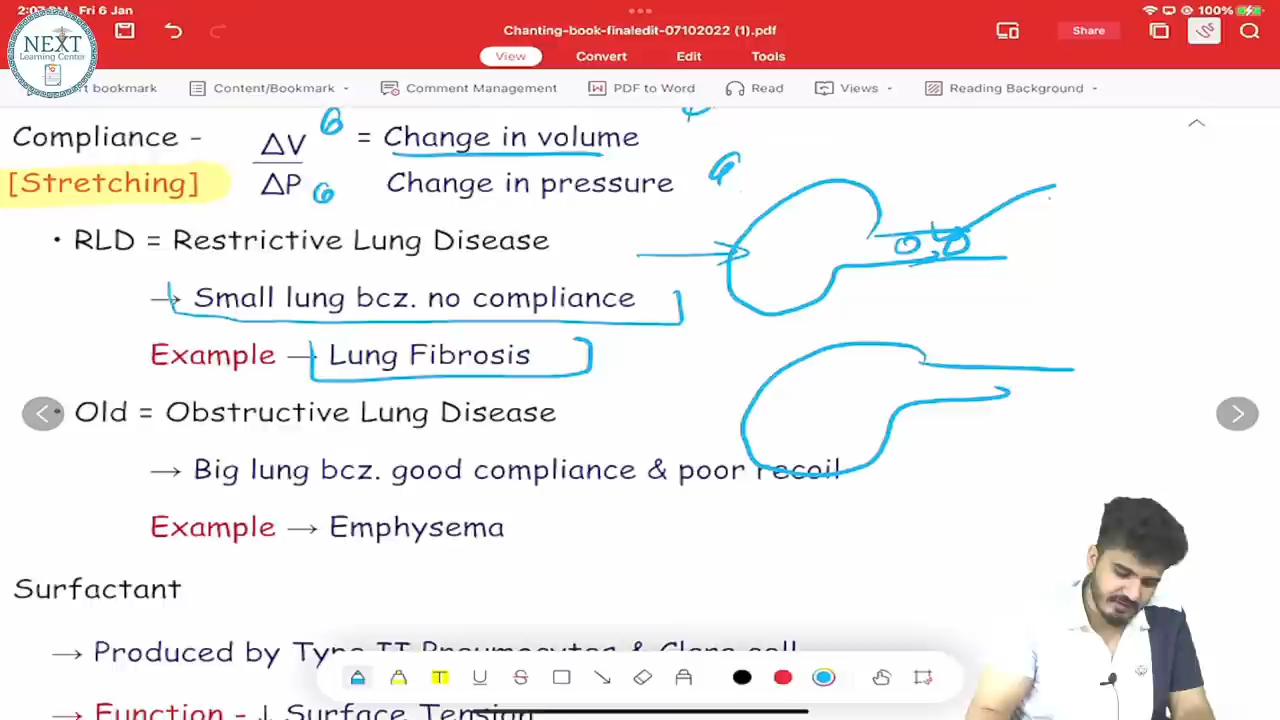 2:07 PM Fri 6 Jan
100%
NEXT
Learning Center
Chanting-book-finaledit-07102022 (1).pdf
Share
View Convert Edit Tools
bookmark Content/Bookmark Comment Management PDF to Word Read Views Reading Background
Compliance - ΔV = Change in volume
[Stretching] ΔP Change in pressure
• RLD = Restrictive Lung Disease
→ Small lung bcz. no compliance
Example → Lung Fibrosis
• Old = Obstructive Lung Disease
→ Big lung bcz. good compliance & poor recoil
Example → Emphysema
Surfactant
→ Produced by Type II Pneumocytes & Clara cell
→ Function - ↓ Surface Tension